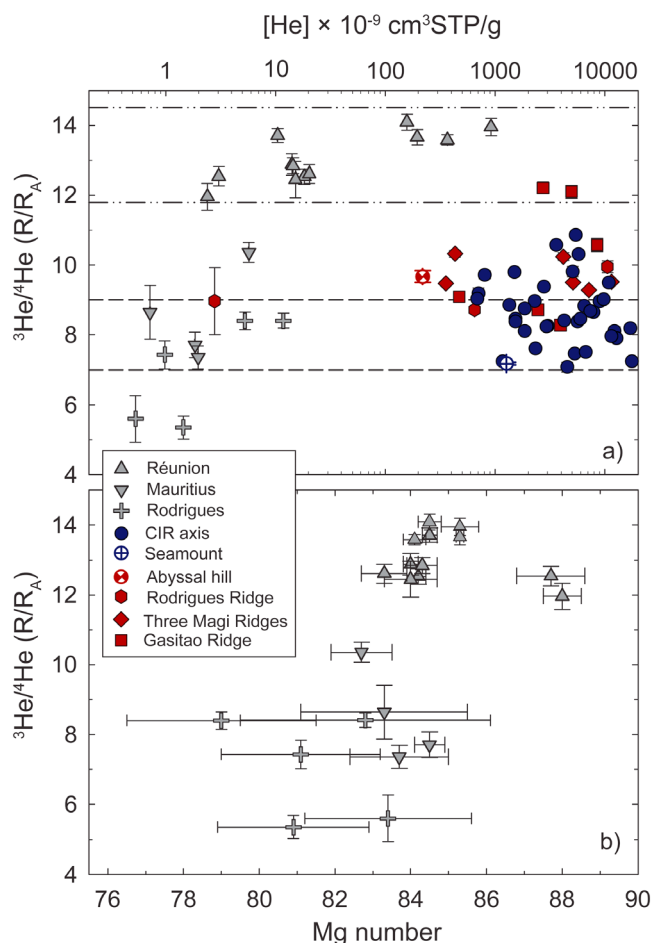 [He] × 10⁻⁹ cm³STP/g
1 10 100 1000 10000
14
12
10
8
6
4
³He/⁴He (R/R_A)
a)
Réunion
Mauritius
Rodrigues
CIR axis
Seamount
Abyssal hill
Rodrigues Ridge
Three Magi Ridges
Gasitao Ridge
14
12
10
8
6
4
³He/⁴He (R/R_A)
b)
76 78 80 82 84 86 88 90
Mg number